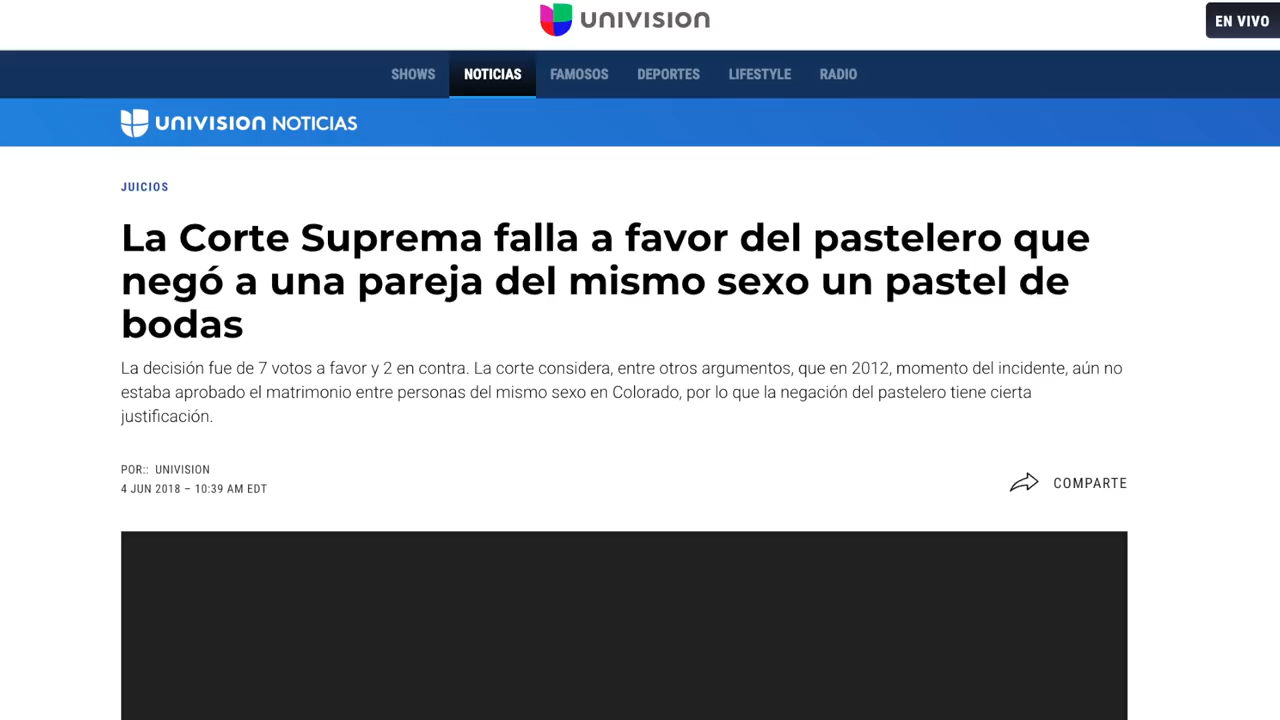 UNIVISION
EN VIVO
SHOWS NOTICIAS FAMOSOS DEPORTES LIFESTYLE RADIO
UNIVISION NOTICIAS
JUICIOS
La Corte Suprema falla a favor del pastelero que
negó a una pareja del mismo sexo un pastel de
bodas
La decisión fue de 7 votos a favor y 2 en contra. La corte considera, entre otros argumentos, que en 2012, momento del incidente, aún no
estaba aprobado el matrimonio entre personas del mismo sexo en Colorado, por lo que la negación del pastelero tiene cierta
justificación.
POR:: UNIVISION
4 JUN 2018 – 10:39 AM EDT
COMPARTE